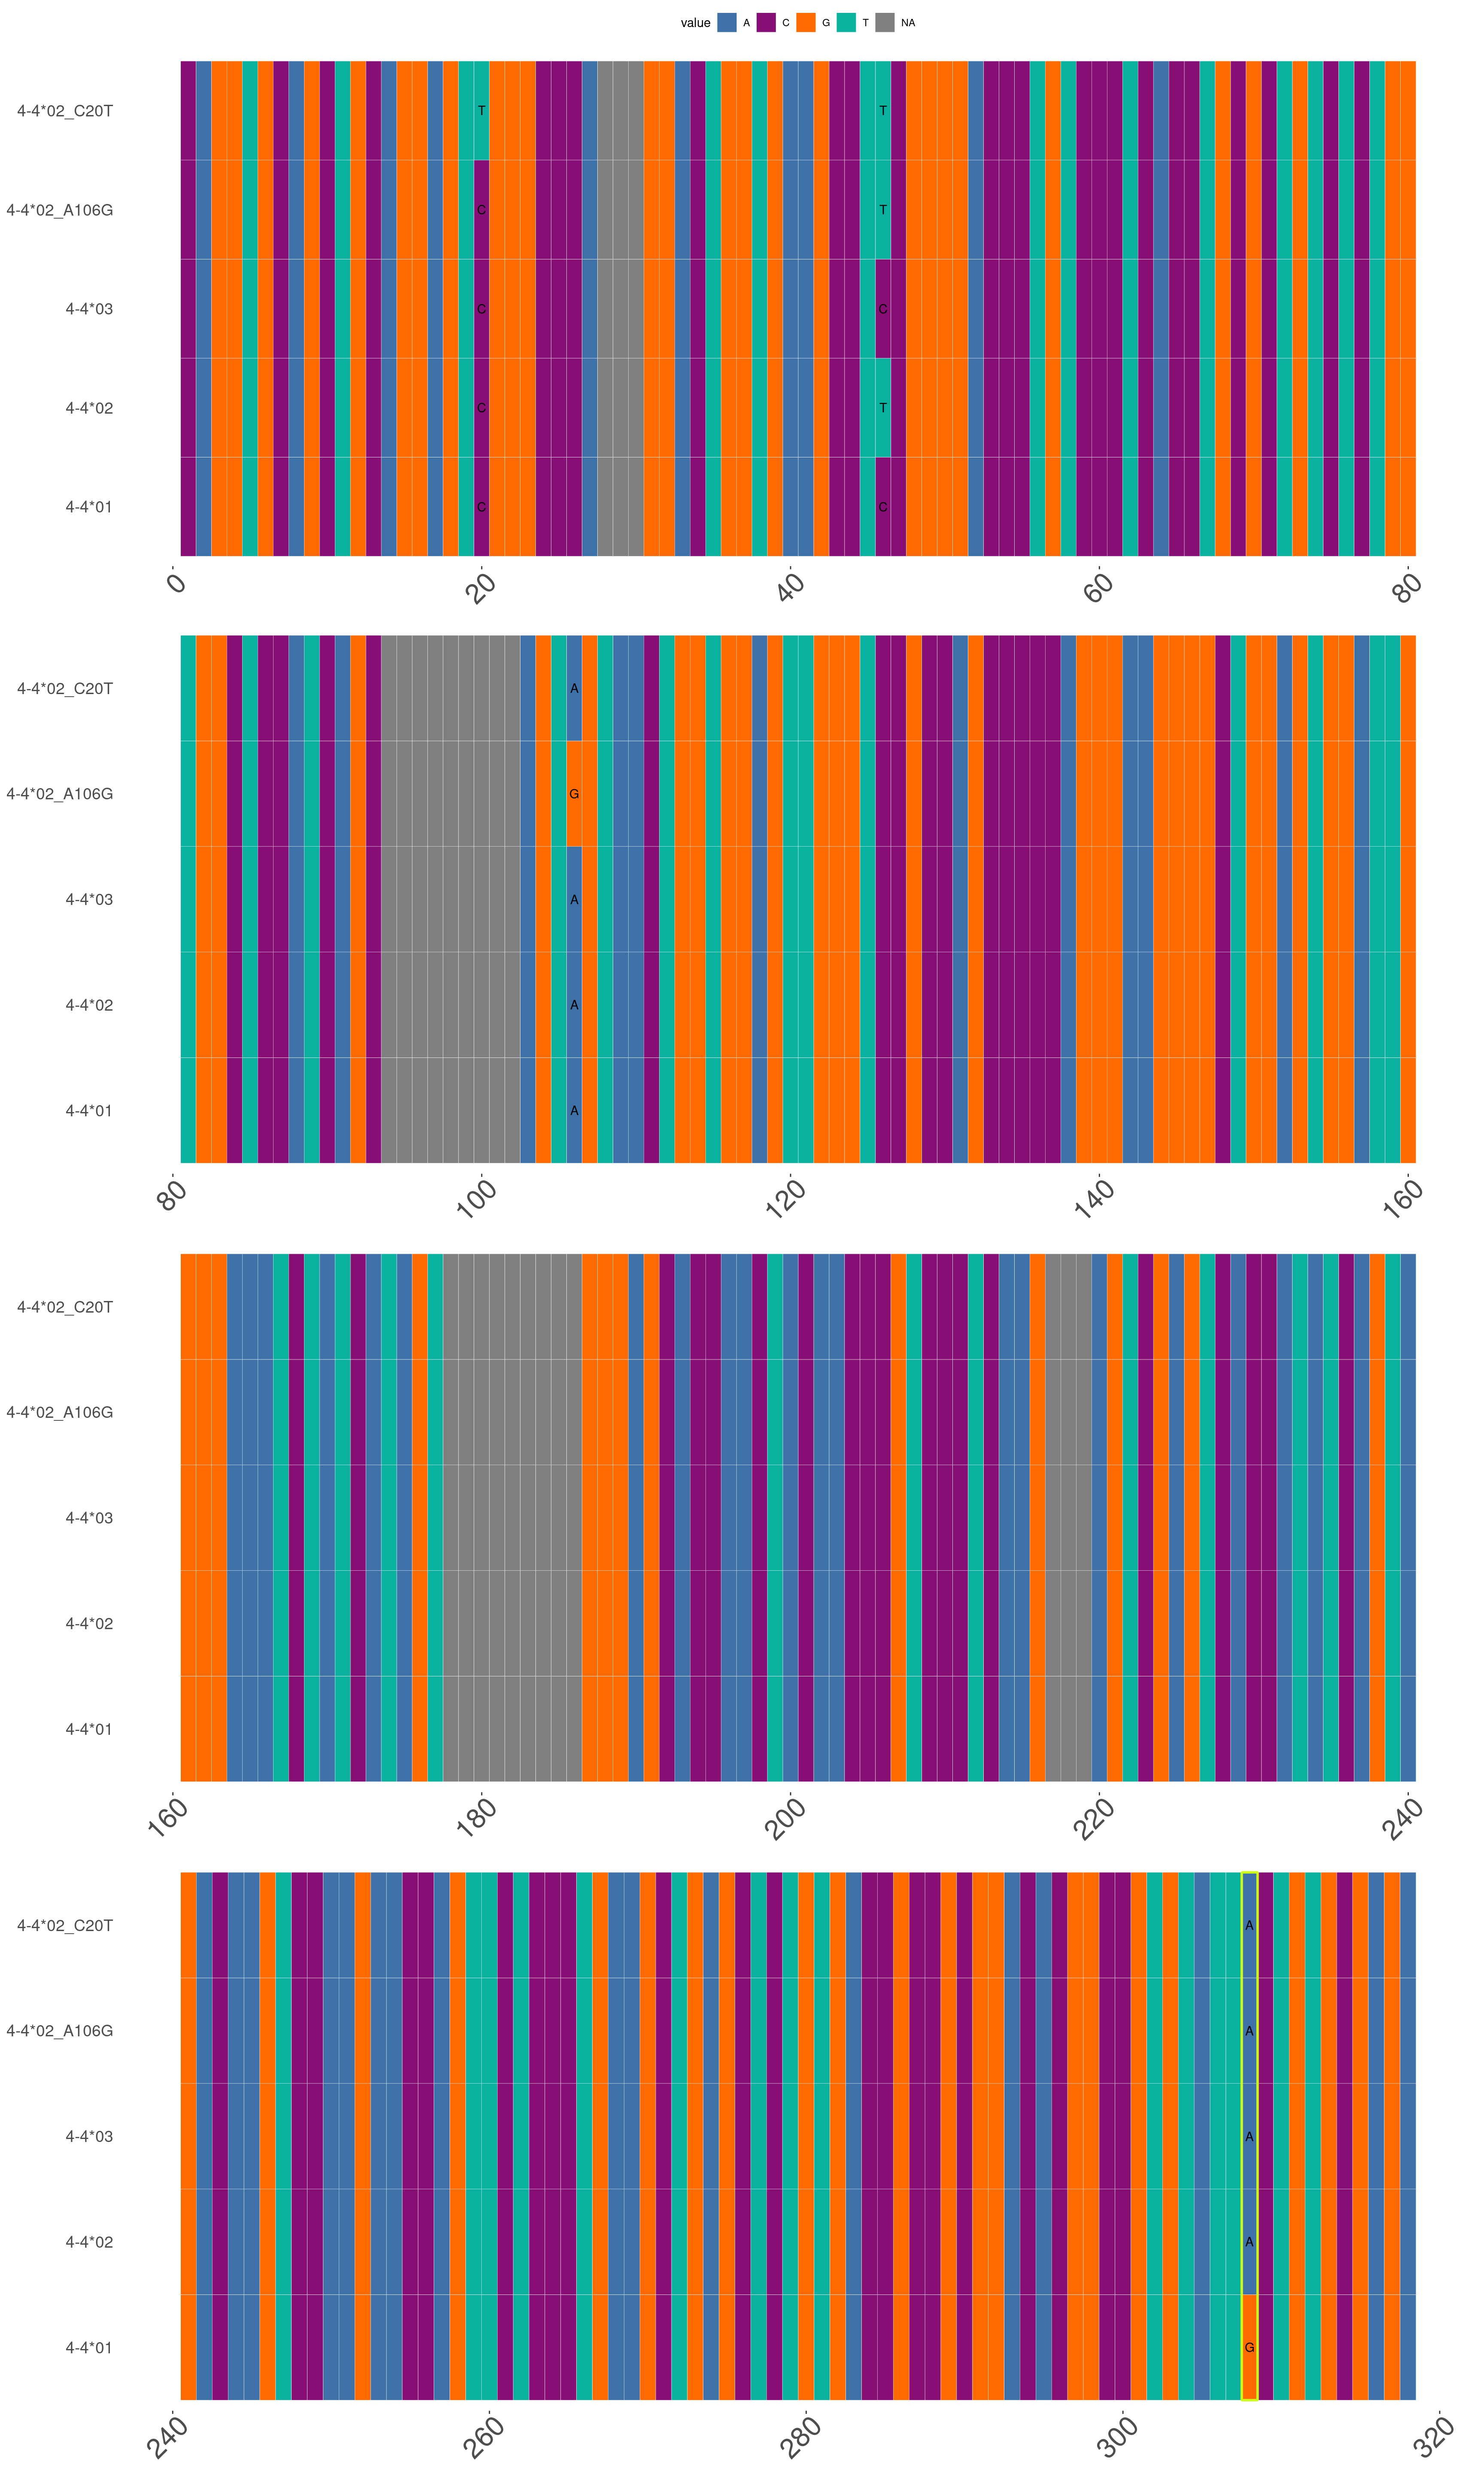 value A C G T NA
4-4*02_C20T T T
4-4*02_A106G C T
4-4*03 C C
4-4*02 C T
4-4*01 C C
0 20 40 60 80
4-4*02_C20T A
4-4*02_A106G G
4-4*03 A
4-4*02 A
4-4*01 A
80 100 120 140 160
4-4*02_C20T
4-4*02_A106G
4-4*03
4-4*02
4-4*01
160 180 200 220 240
4-4*02_C20T A
4-4*02_A106G A
4-4*03 A
4-4*02 A
4-4*01 G
240 260 280 300 320